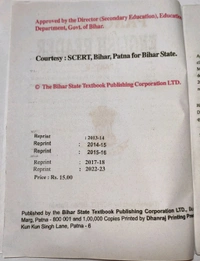 Approved by the Director (Secondary Education), Education
Department, Govt. of Bihar.
Courtesy : SCERT, Bihar, Patna for Bihar State.
© The Bihar State Textbook Publishing Corporation LTD.
Reprint : 2013-14
Reprint : 2014-15
Reprint : 2015-16
Reprint : 2017-18
Reprint : 2022-23
Price : Rs. 15.00
Published by the Bihar State Textbook Publishing Corporation LTD.,
Marg, Patna - 800 001 and 1,00,000 Copies Printed by Dhanraj Printing
Kun Kun Singh Lane, Patna - 6